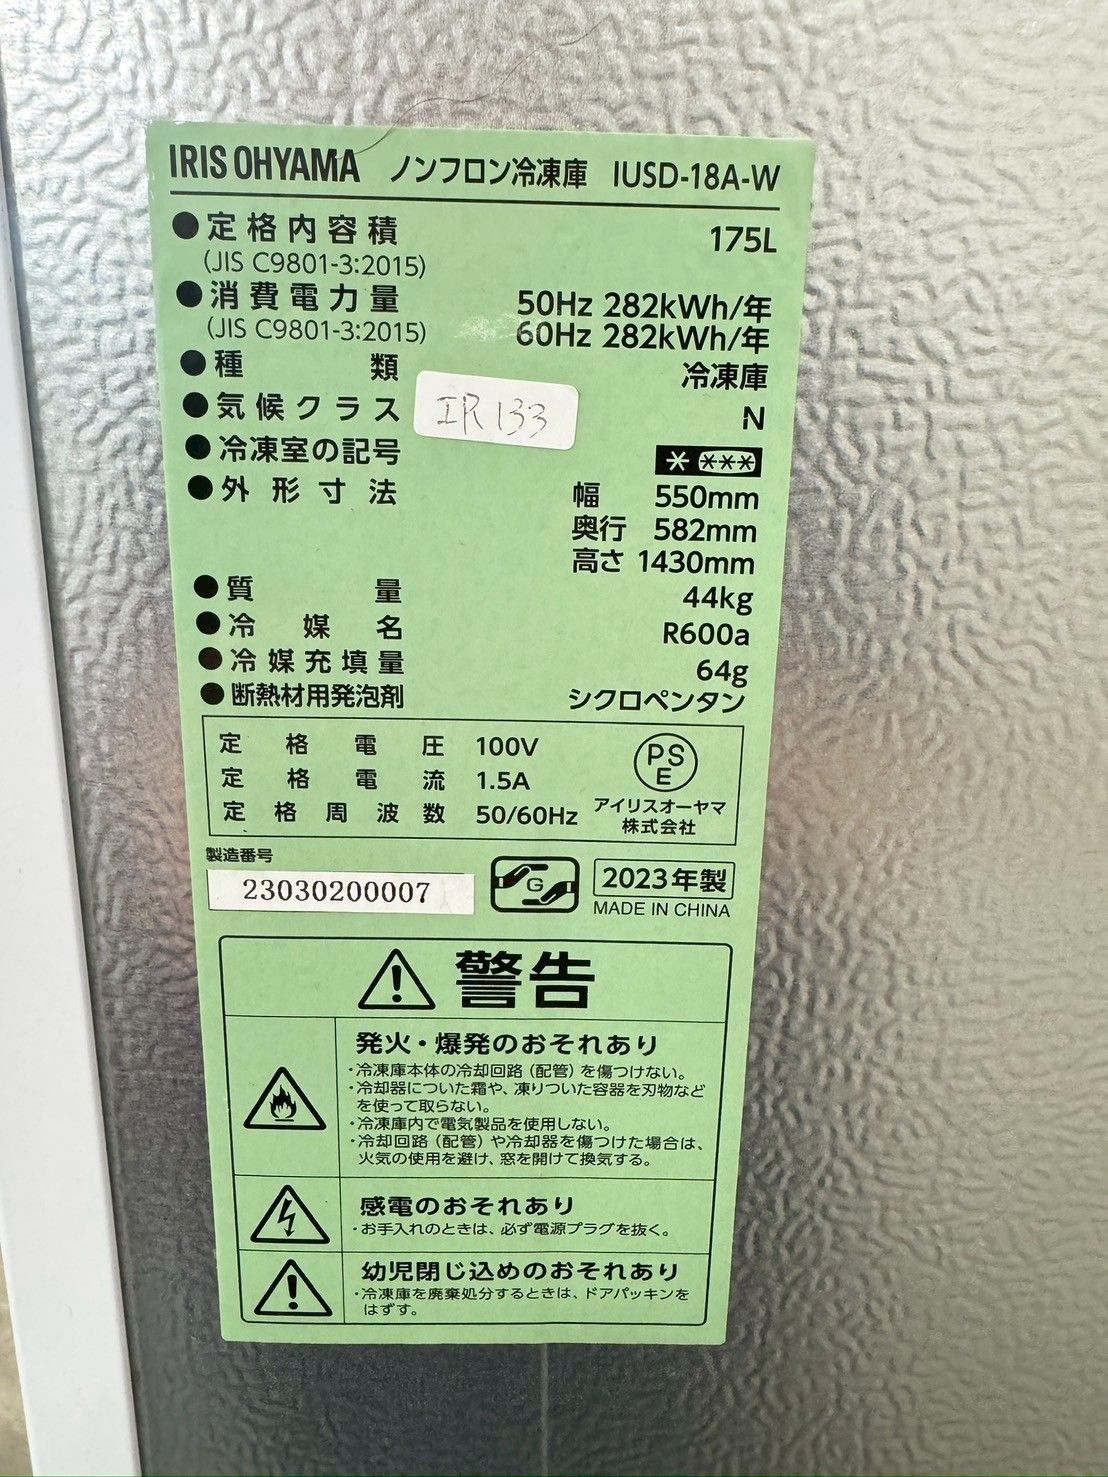 IRIS OHYAMA ノンフロン冷凍庫 IUSD-18A-W
●定格内容積 175L
(JIS C9801-3:2015)
●消費電力量 50Hz 282kWh/年
(JIS C9801-3:2015) 60Hz 282kWh/年
●種類 冷凍庫
●気候クラス N
IR 133
●冷凍室の記号 * ***
●外形寸法 幅 550mm
奥行 582mm
高さ 1430mm
●質量 44kg
●冷媒名 R600a
●冷媒充填量 64g
●断熱材用発泡剤 シクロペンタン
定格電圧 100V
定格電流 1.5A
定格周波数 50/60Hz
PS
E
アイリスオーヤマ
株式会社
製造番号
23030200007
G
2023年製
MADE IN CHINA
警告
発火・爆発のおそれあり
・冷凍庫本体の冷却回路（配管）を傷つけない。
・冷却器についた霜や、凍りついた容器を刃物など
を使って取らない。
・冷凍庫内で電気製品を使用しない。
・冷却回路（配管）や冷却器を傷つけた場合は、
火気の使用を避け、窓を開けて換気する。
感電のおそれあり
・お手入れのときは、必ず電源プラグを抜く。
幼児閉じ込めのおそれあり
・冷凍庫を廃棄処分するときは、ドアパッキンを
はずす。